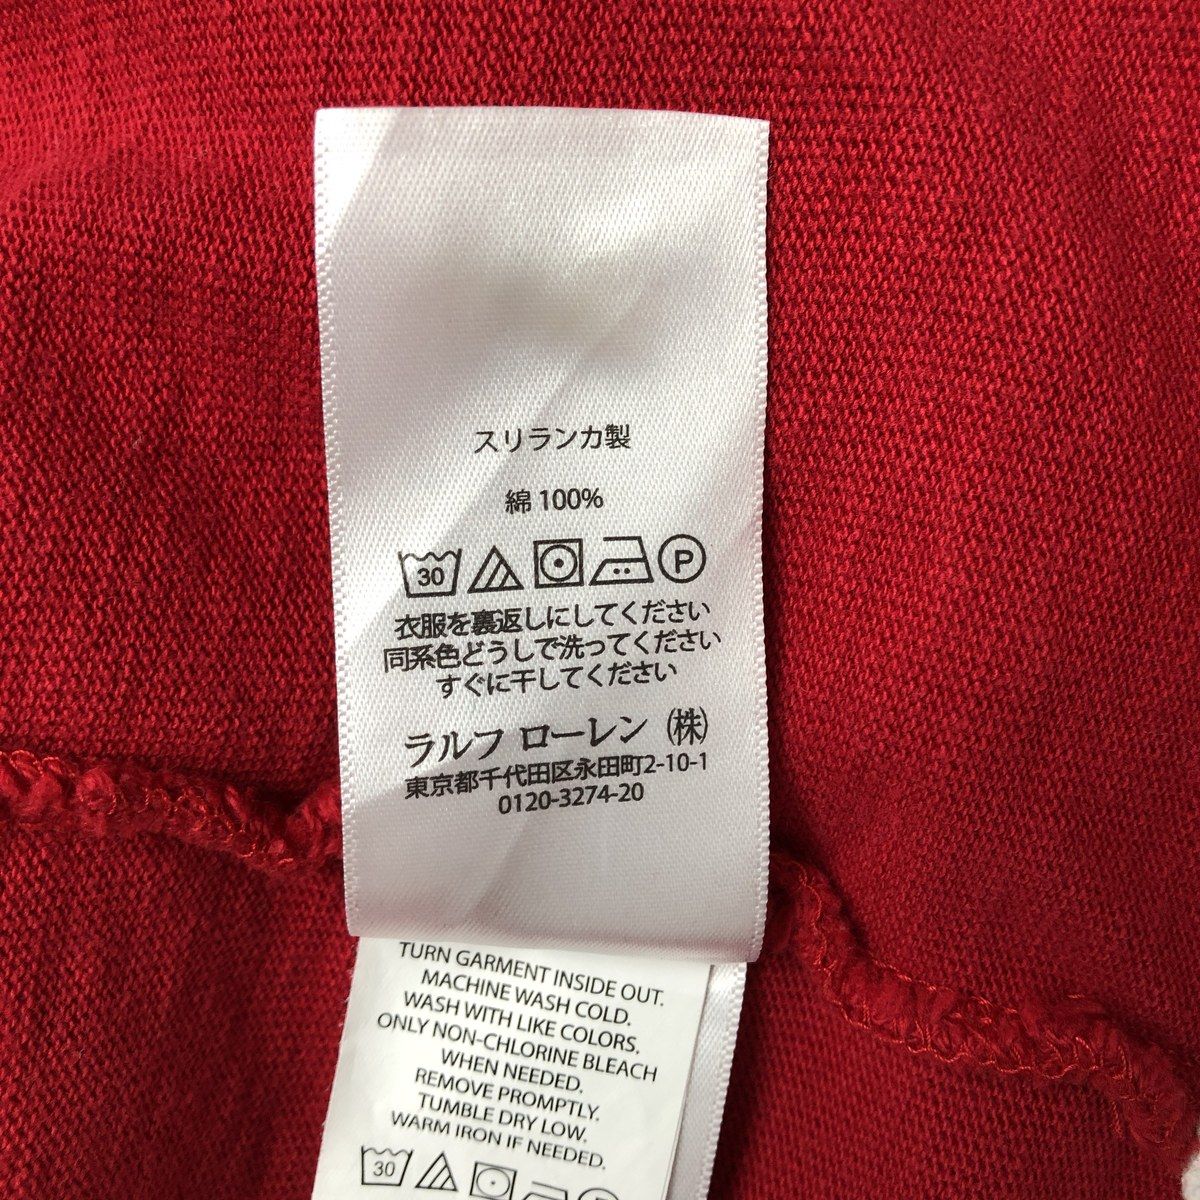 スリランカ製
綿 100%
30 P
衣服を裏返しにしてください
同系色どうしで洗ってください
すぐに干してください
ラルフ ローレン (株)
東京都千代田区永田町2-10-1
0120-3274-20
TURN GARMENT INSIDE OUT.
MACHINE WASH COLD.
WASH WITH LIKE COLORS.
ONLY NON-CHLORINE BLEACH
WHEN NEEDED.
REMOVE PROMPTLY.
TUMBLE DRY LOW.
WARM IRON IF NEEDED.
30